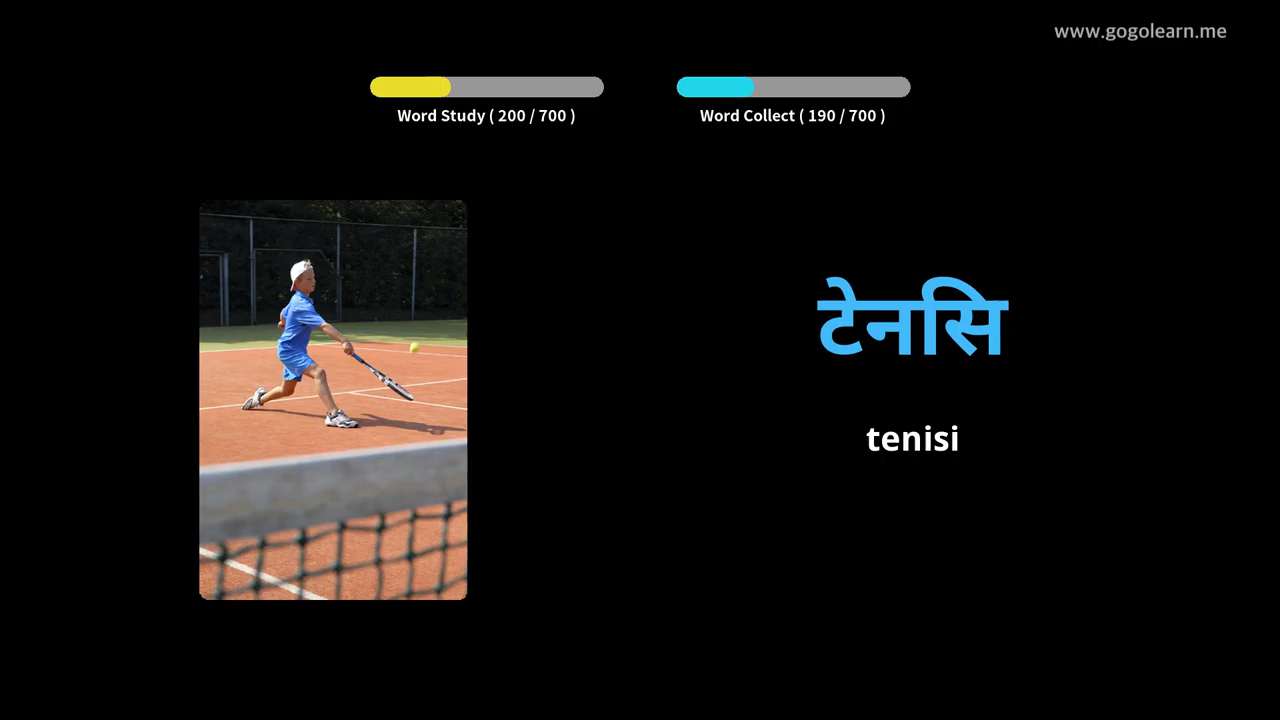 www.gogolearn.me
Word Study ( 200 / 700 )
Word Collect ( 190 / 700 )
टेनसि
tenisi